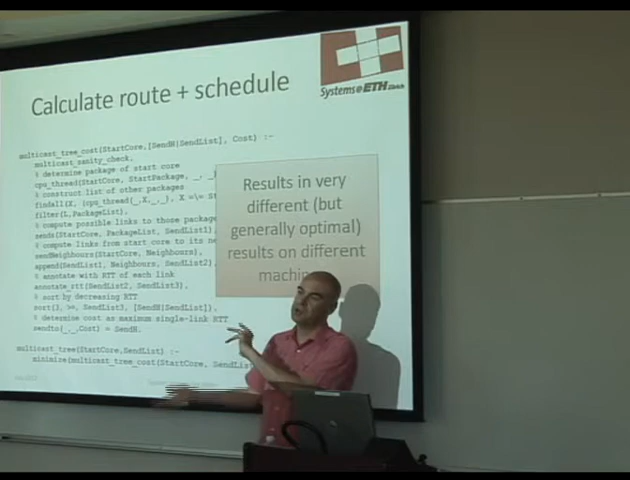 Calculate route + schedule
Systems@ETH Zürich
multicast_tree_cost(StartCore,[SendH|SendList], Cost) :-
multicast_sanity_check,
% determine package of start core
cpu_thread(StartCore, StartPackage, _, _
% construct list of other packages
findall(X, (cpu_thread(_,X,_,_), X =\=
filter(L,PackageList),
% compute possible links to those package
sends(StartCore, PackageList, SendList1),
% compute links from start core to its ne
sendNeighbours(StartCore, Neighbours),
append(SendList1, Neighbours, SendList2),
% annotate with RTT of each link
annotate_rtt(SendList2, SendList3),
% sort by decreasing RTT
sort(3, >=, SendList3, [SendH|SendList]),
% determine cost as maximum single-link RTT
sendto(_,_,Cost) = SendH.
multicast_tree(StartCore,SendList) :-
minimize(multicast_tree_cost(StartCore, SendLis
Results in very
different (but
generally optimal)
results on different